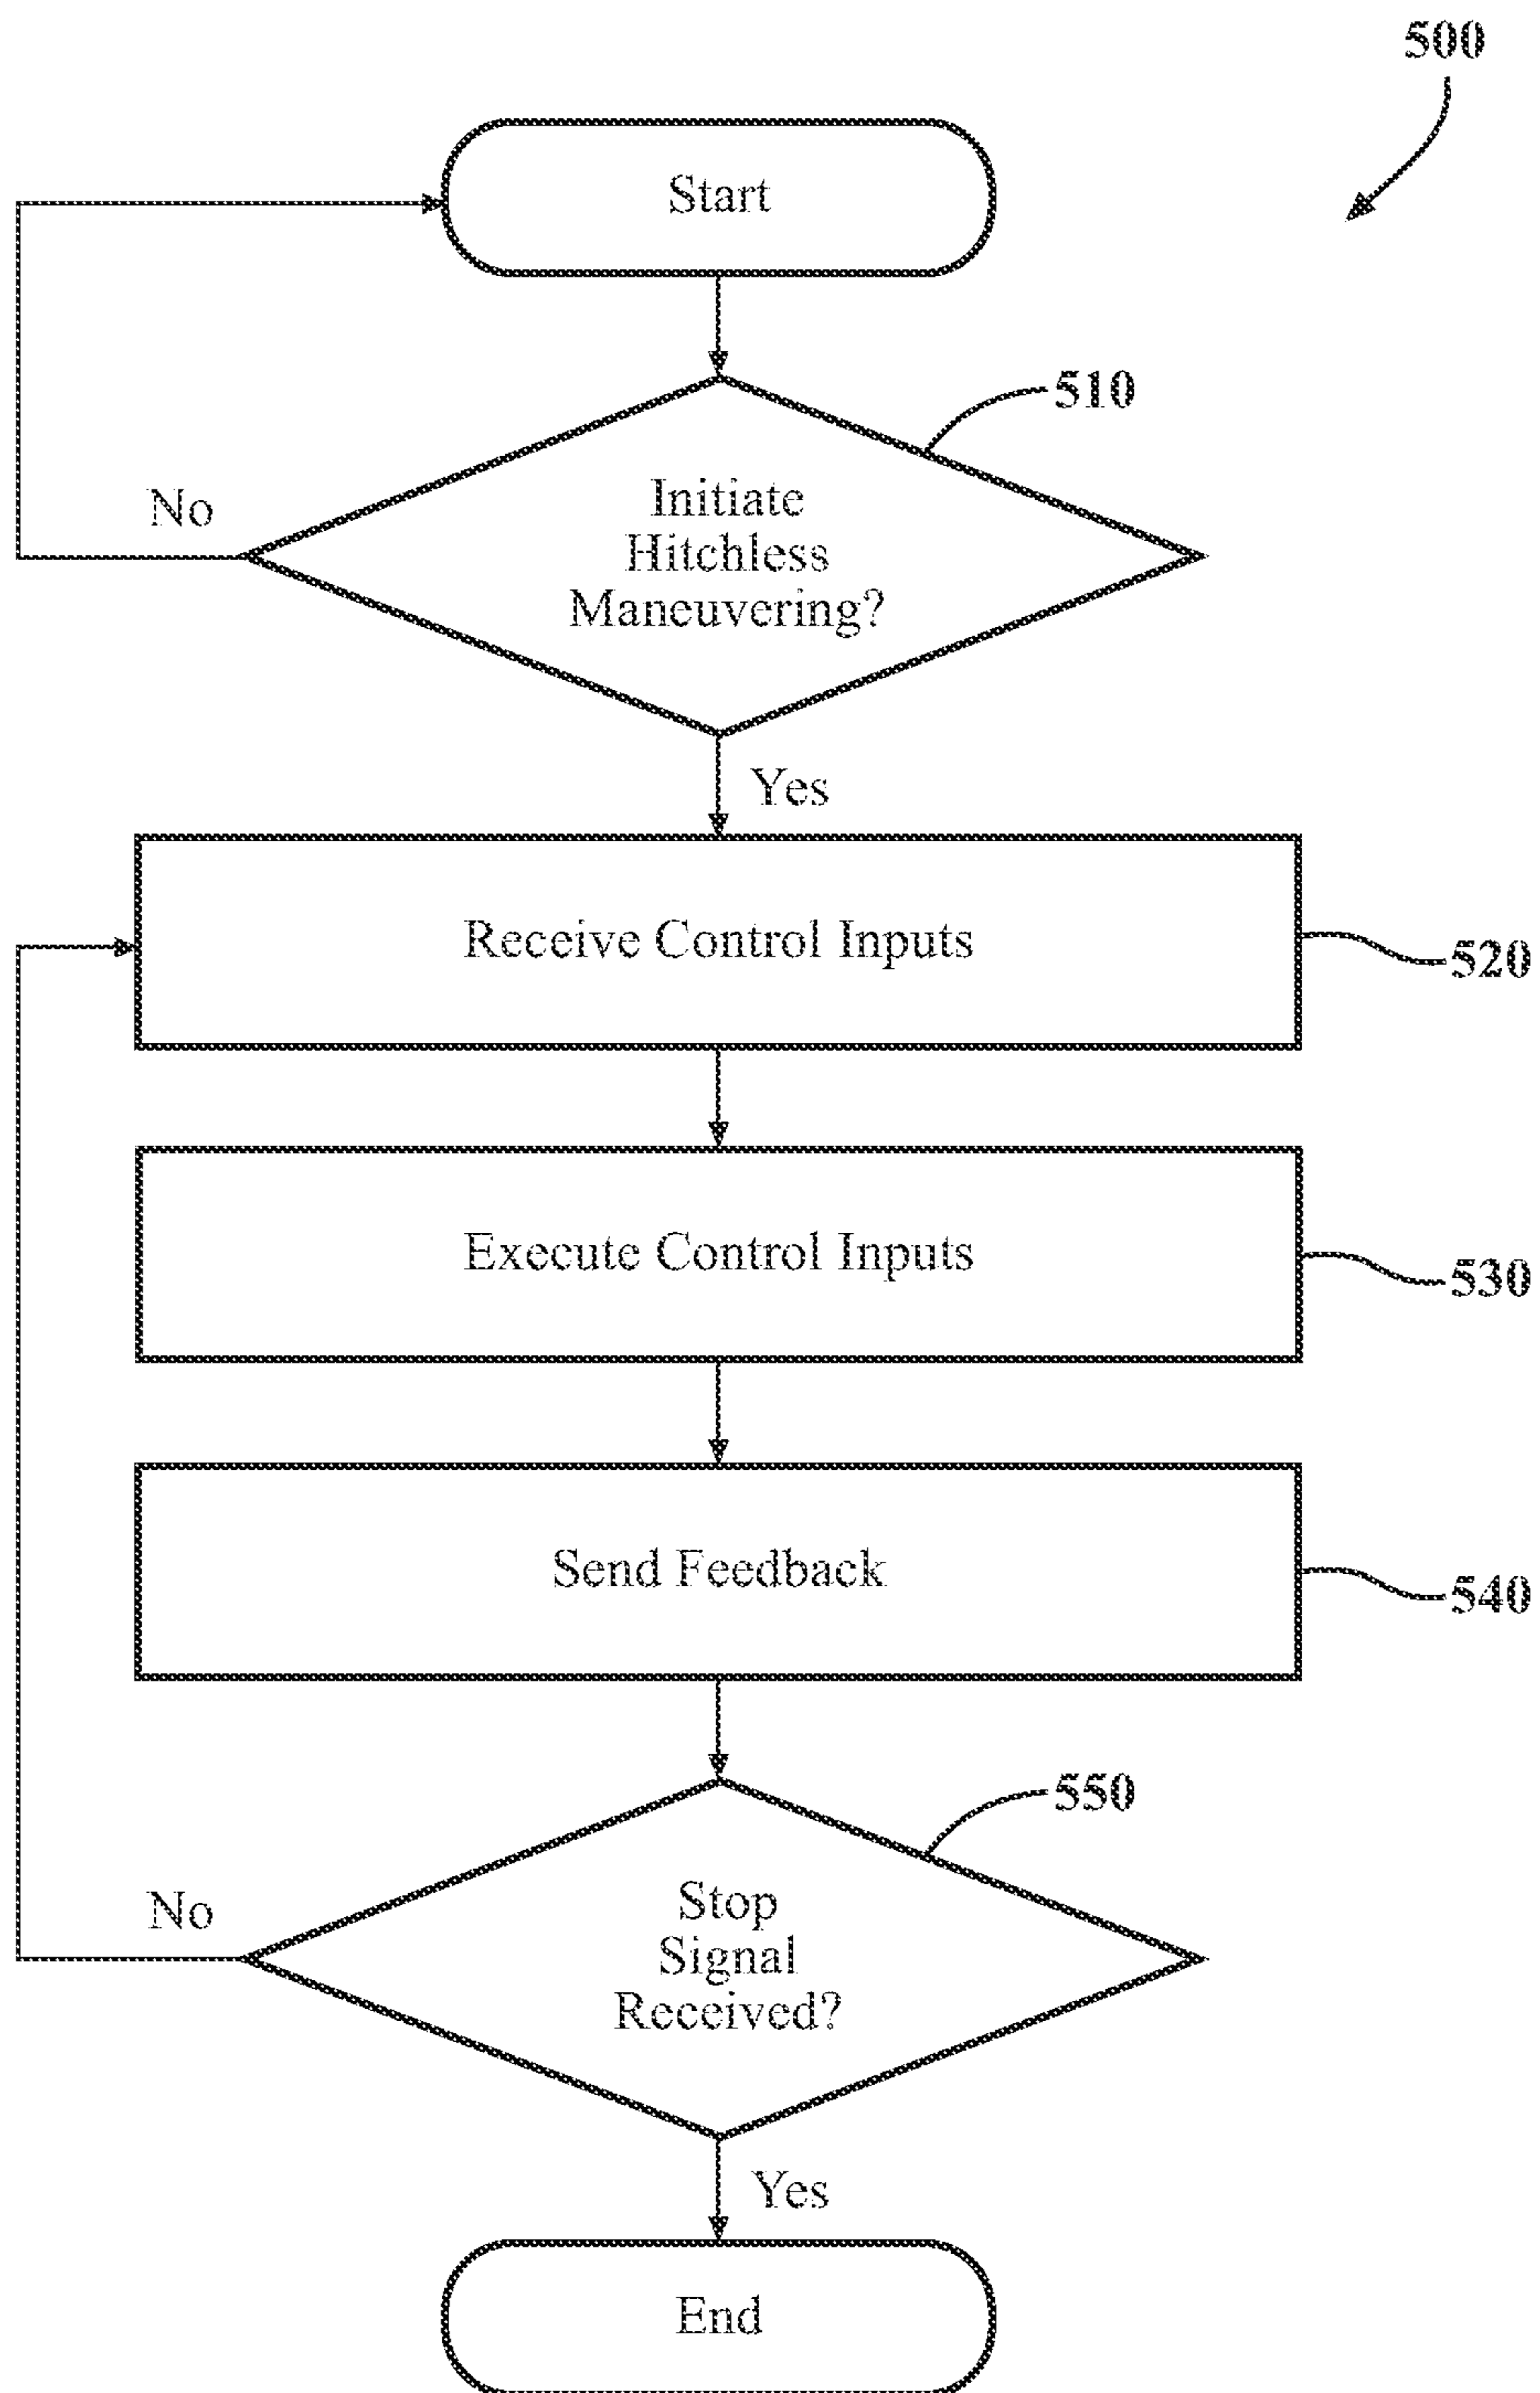 500
Start
510
Initiate
Hitchless
Maneuvering?
No
Yes
Receive Control Inputs
520
Execute Control Inputs
530
Send Feedback
540
550
Stop
Signal
Received?
No
Yes
End